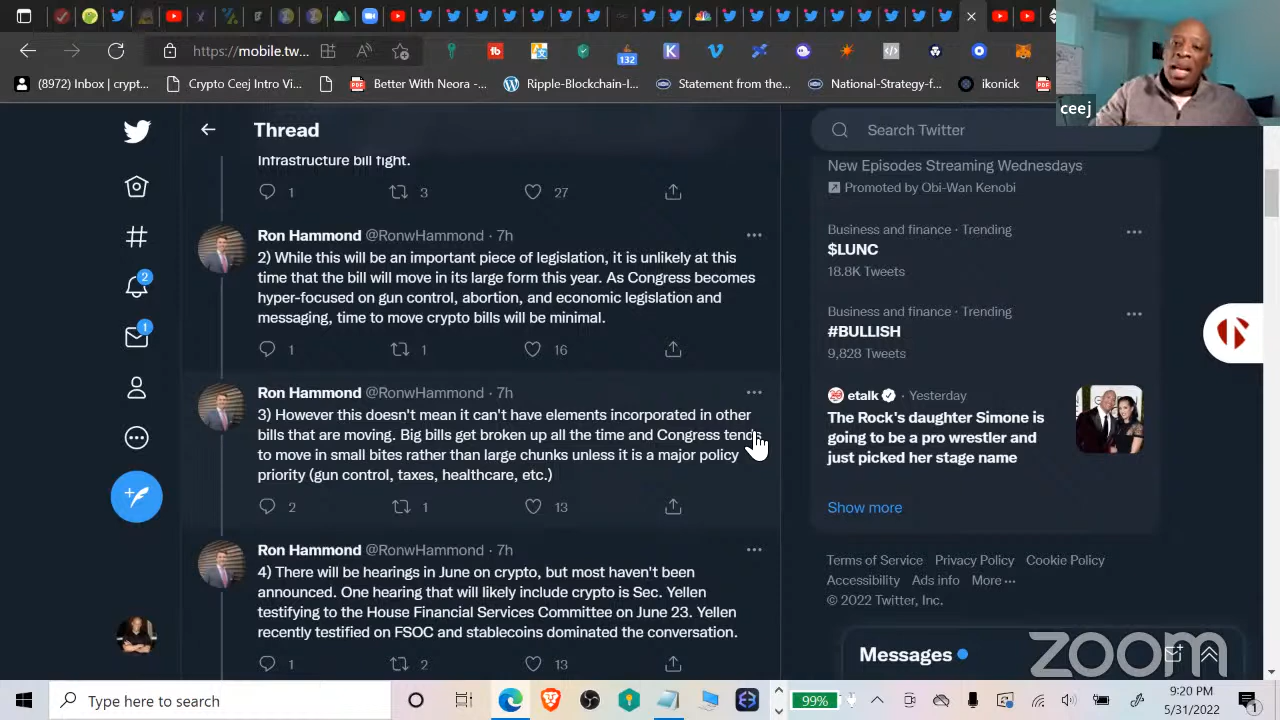 https://mobile.tw...
132
(8972) Inbox | crypt...
Crypto Ceej Intro Vi...
Better With Neora -...
Ripple-Blockchain-I...
Statement from the...
National-Strategy-f...
ikonick
ceej
Thread
Search Twitter
Infrastructure bill fight.
1
3
27
Ron Hammond @RonwHammond · 7h
2) While this will be an important piece of legislation, it is unlikely at this
time that the bill will move in its large form this year. As Congress becomes
hyper-focused on gun control, abortion, and economic legislation and
messaging, time to move crypto bills will be minimal.
1
1
16
Ron Hammond @RonwHammond · 7h
3) However this doesn't mean it can't have elements incorporated in other
bills that are moving. Big bills get broken up all the time and Congress tends
to move in small bites rather than large chunks unless it is a major policy
priority (gun control, taxes, healthcare, etc.)
2
1
13
Ron Hammond @RonwHammond · 7h
4) There will be hearings in June on crypto, but most haven't been
announced. One hearing that will likely include crypto is Sec. Yellen
testifying to the House Financial Services Committee on June 23. Yellen
recently testified on FSOC and stablecoins dominated the conversation.
1
2
13
2
1
New Episodes Streaming Wednesdays
Promoted by Obi-Wan Kenobi
Business and finance · Trending
$LUNC
18.8K Tweets
Business and finance · Trending
#BULLISH
9,828 Tweets
etalk · Yesterday
The Rock's daughter Simone is
going to be a pro wrestler and
just picked her stage name
Show more
Terms of Service Privacy Policy Cookie Policy
Accessibility Ads info More ···
© 2022 Twitter, Inc.
Messages
zoom
Type here to search
99%
9:20 PM
5/31/2022
1